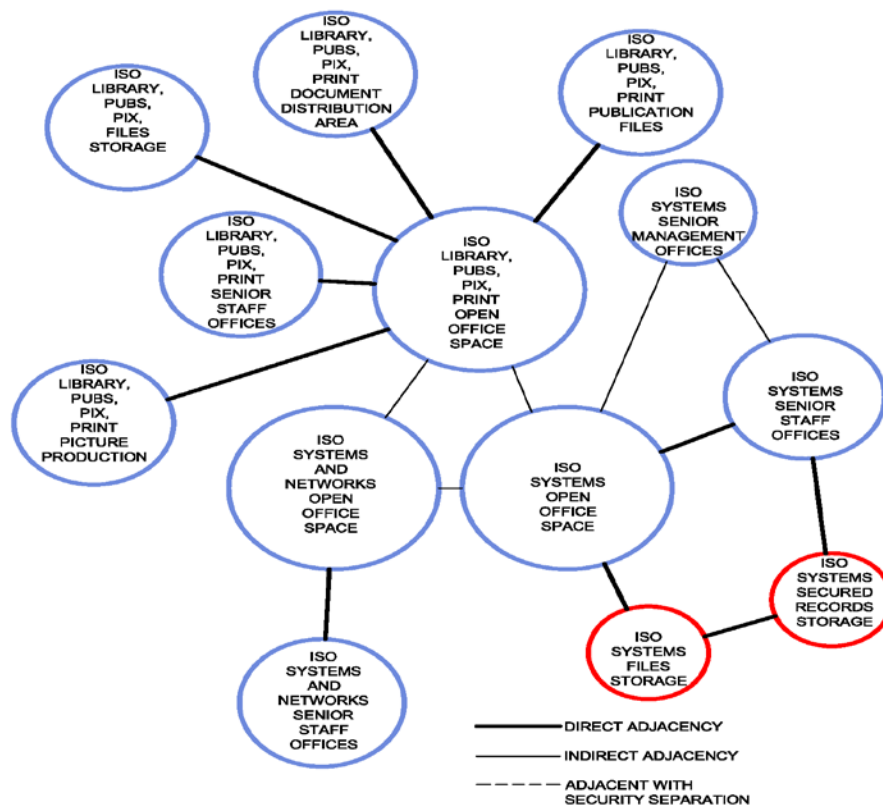 ISO
LIBRARY,
PUBS,
PIX,
PRINT
DOCUMENT
DISTRIBUTION
AREA
ISO
LIBRARY,
PUBS,
PIX,
PRINT
PUBLICATION
FILES
ISO
LIBRARY,
PUBS,
PIX,
FILES
STORAGE
ISO
SYSTEMS
SENIOR
MANAGEMENT
OFFICES
ISO
LIBRARY,
PUBS,
PIX,
PRINT
SENIOR
STAFF
OFFICES
ISO
LIBRARY,
PUBS,
PIX,
PRINT
OPEN
OFFICE
SPACE
ISO
LIBRARY,
PUBS,
PIX,
PRINT
PICTURE
PRODUCTION
ISO
SYSTEMS
SENIOR
STAFF
OFFICES
ISO
SYSTEMS
AND
NETWORKS
OPEN
OFFICE
SPACE
ISO
SYSTEMS
OPEN
OFFICE
SPACE
ISO
SYSTEMS
SECURED
RECORDS
STORAGE
ISO
SYSTEMS
FILES
STORAGE
ISO
SYSTEMS
AND
NETWORKS
SENIOR
STAFF
OFFICES
DIRECT ADJACENCY
INDIRECT ADJACENCY
ADJACENT WITH
SECURITY SEPARATION